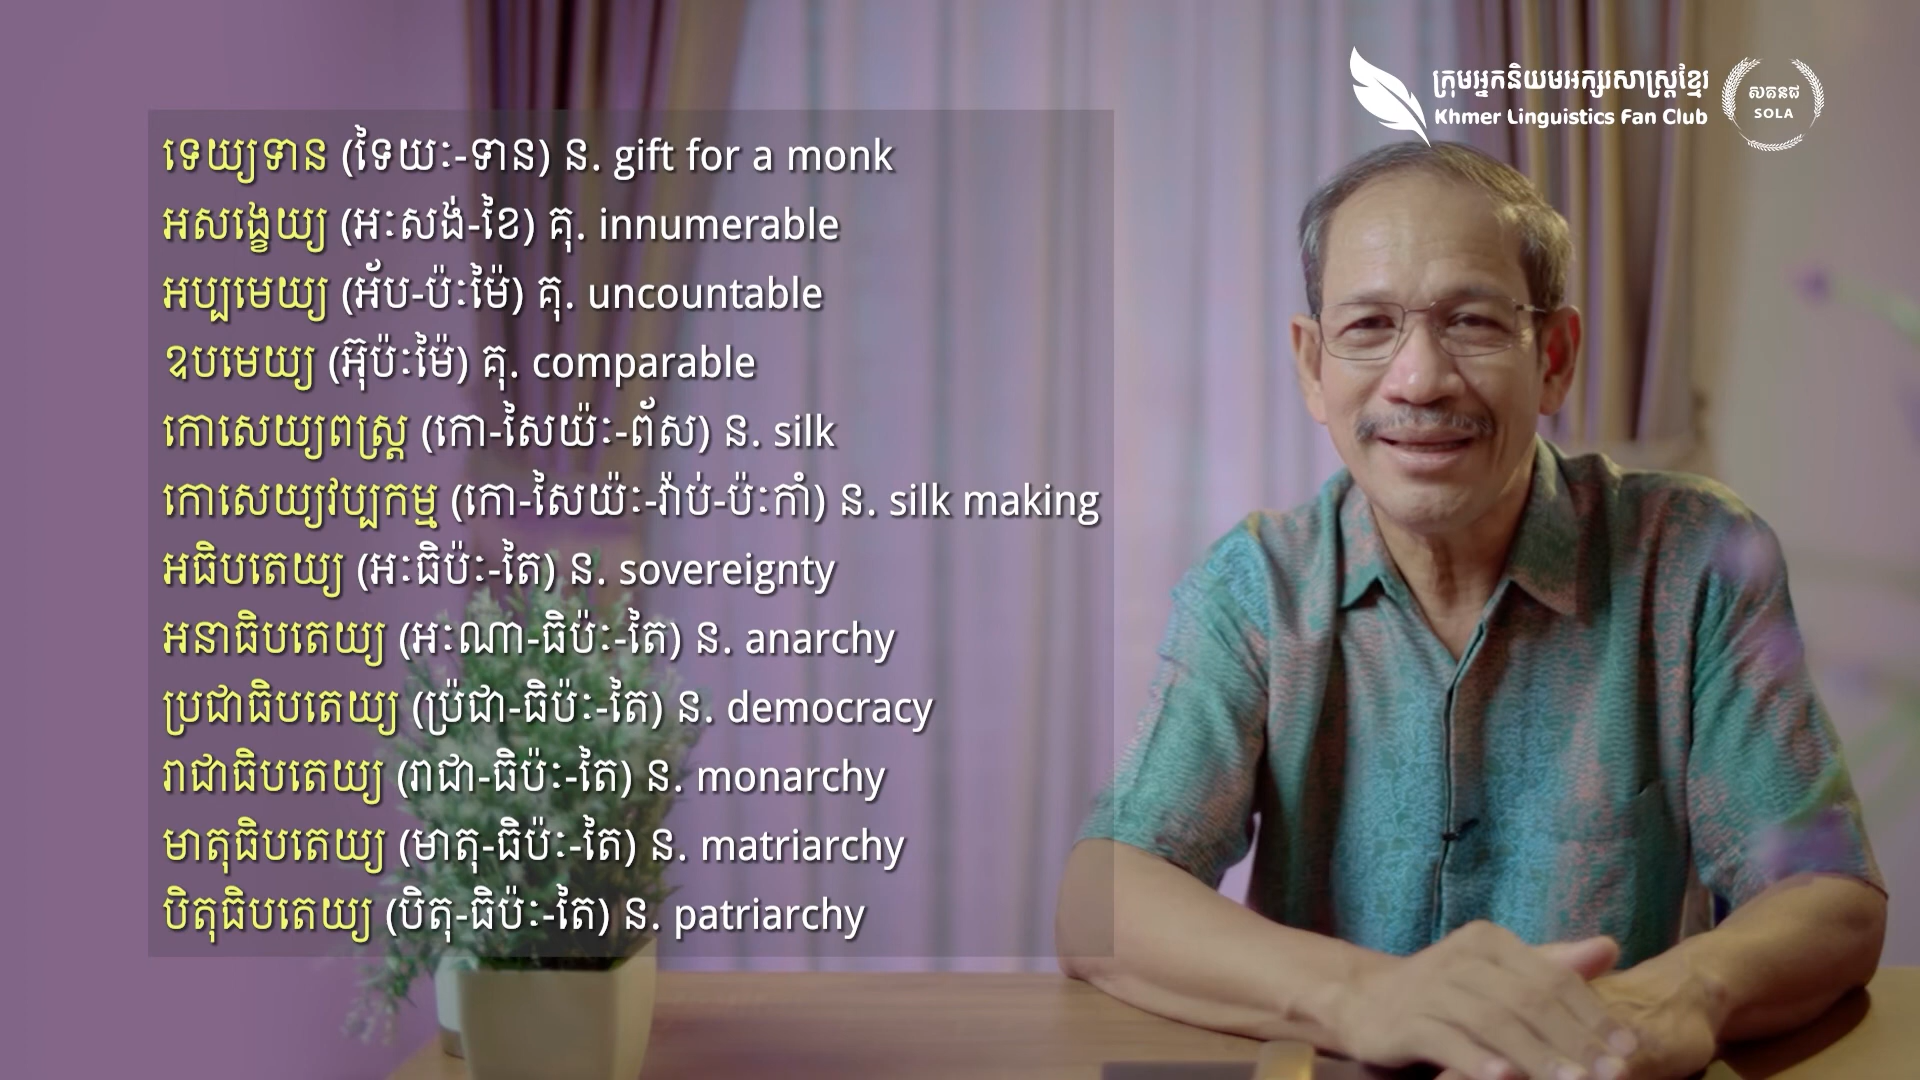 ក្រុមអ្នកនិយមអក្សរសាស្ត្រខ្មែរ
Khmer Linguistics Fan Club
សគនជ
SOLA
ទេយ្យទាន (ទៃយៈ-ទាន) ន. gift for a monk
អសង្ខេយ្យ (អៈសង់-ខៃ) គុ. innumerable
អប្បមេយ្យ (អ័ប-ប៉ៈម៉ៃ) គុ. uncountable
ឧបមេយ្យ (អ៊ុប៉ៈម៉ៃ) គុ. comparable
កោសេយ្យពស្ត្រ (កោ-សៃយ៉ៈ-ព័ស) ន. silk
កោសេយ្យវប្បកម្ម (កោ-សៃយ៉ៈ-វ៉ាប់-ប៉ៈកាំ) ន. silk making
អធិបតេយ្យ (អៈធិប៉ៈ-តៃ) ន. sovereignty
អនាធិបតេយ្យ (អៈណា-ធិប៉ៈ-តៃ) ន. anarchy
ប្រជាធិបតេយ្យ (ប្រ៉ជា-ធិប៉ៈ-តៃ) ន. democracy
រាជាធិបតេយ្យ (រាជា-ធិប៉ៈ-តៃ) ន. monarchy
មាតុធិបតេយ្យ (មាតុ-ធិប៉ៈ-តៃ) ន. matriarchy
បិតុធិបតេយ្យ (បិតុ-ធិប៉ៈ-តៃ) ន. patriarchy